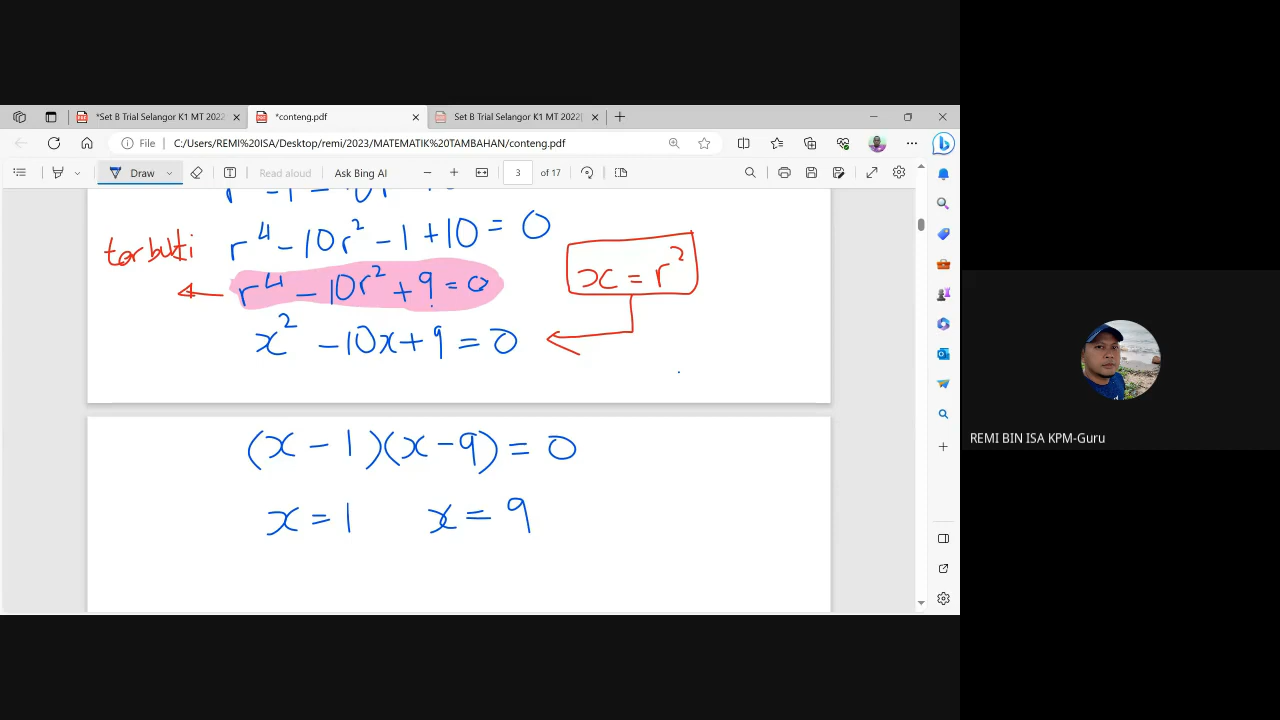 *Set B Trial Selangor K1 MT 2022
*conteng.pdf
Set B Trial Selangor K1 MT 2022
File
C:/Users/REMI%20ISA/Desktop/remi/2023/MATEMATIK%20TAMBAHAN/conteng.pdf
Draw
Read aloud
Ask Bing AI
3
of 17
r⁴ - 10r² - 1 + 10 = 0
terbukti
r⁴ - 10r² + 9 = 0
x = r²
x² - 10x + 9 = 0
(x - 1)(x - 9) = 0
x = 1 x = 9
REMI BIN ISA KPM-Guru